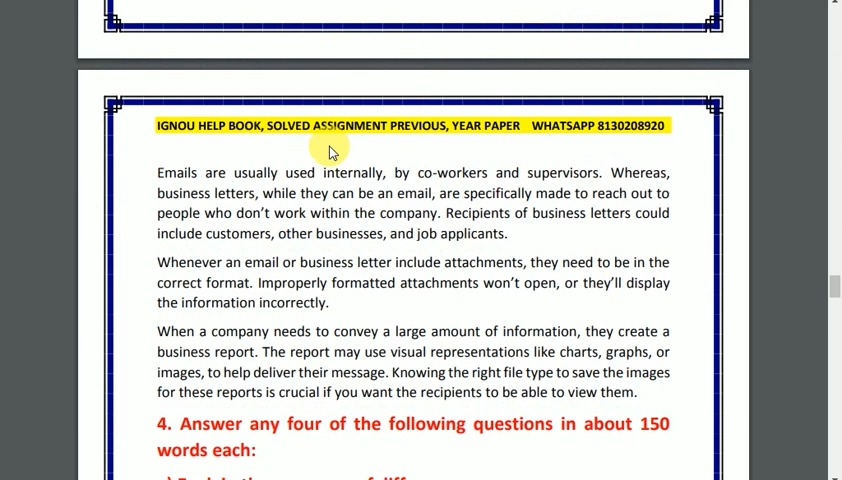 IGNOU HELP BOOK, SOLVED ASSIGNMENT PREVIOUS, YEAR PAPER WHATSAPP 8130208920
Emails are usually used internally, by co-workers and supervisors. Whereas,
business letters, while they can be an email, are specifically made to reach out to
people who don’t work within the company. Recipients of business letters could
include customers, other businesses, and job applicants.
Whenever an email or business letter include attachments, they need to be in the
correct format. Improperly formatted attachments won’t open, or they’ll display
the information incorrectly.
When a company needs to convey a large amount of information, they create a
business report. The report may use visual representations like charts, graphs, or
images, to help deliver their message. Knowing the right file type to save the images
for these reports is crucial if you want the recipients to be able to view them.
4. Answer any four of the following questions in about 150
words each: